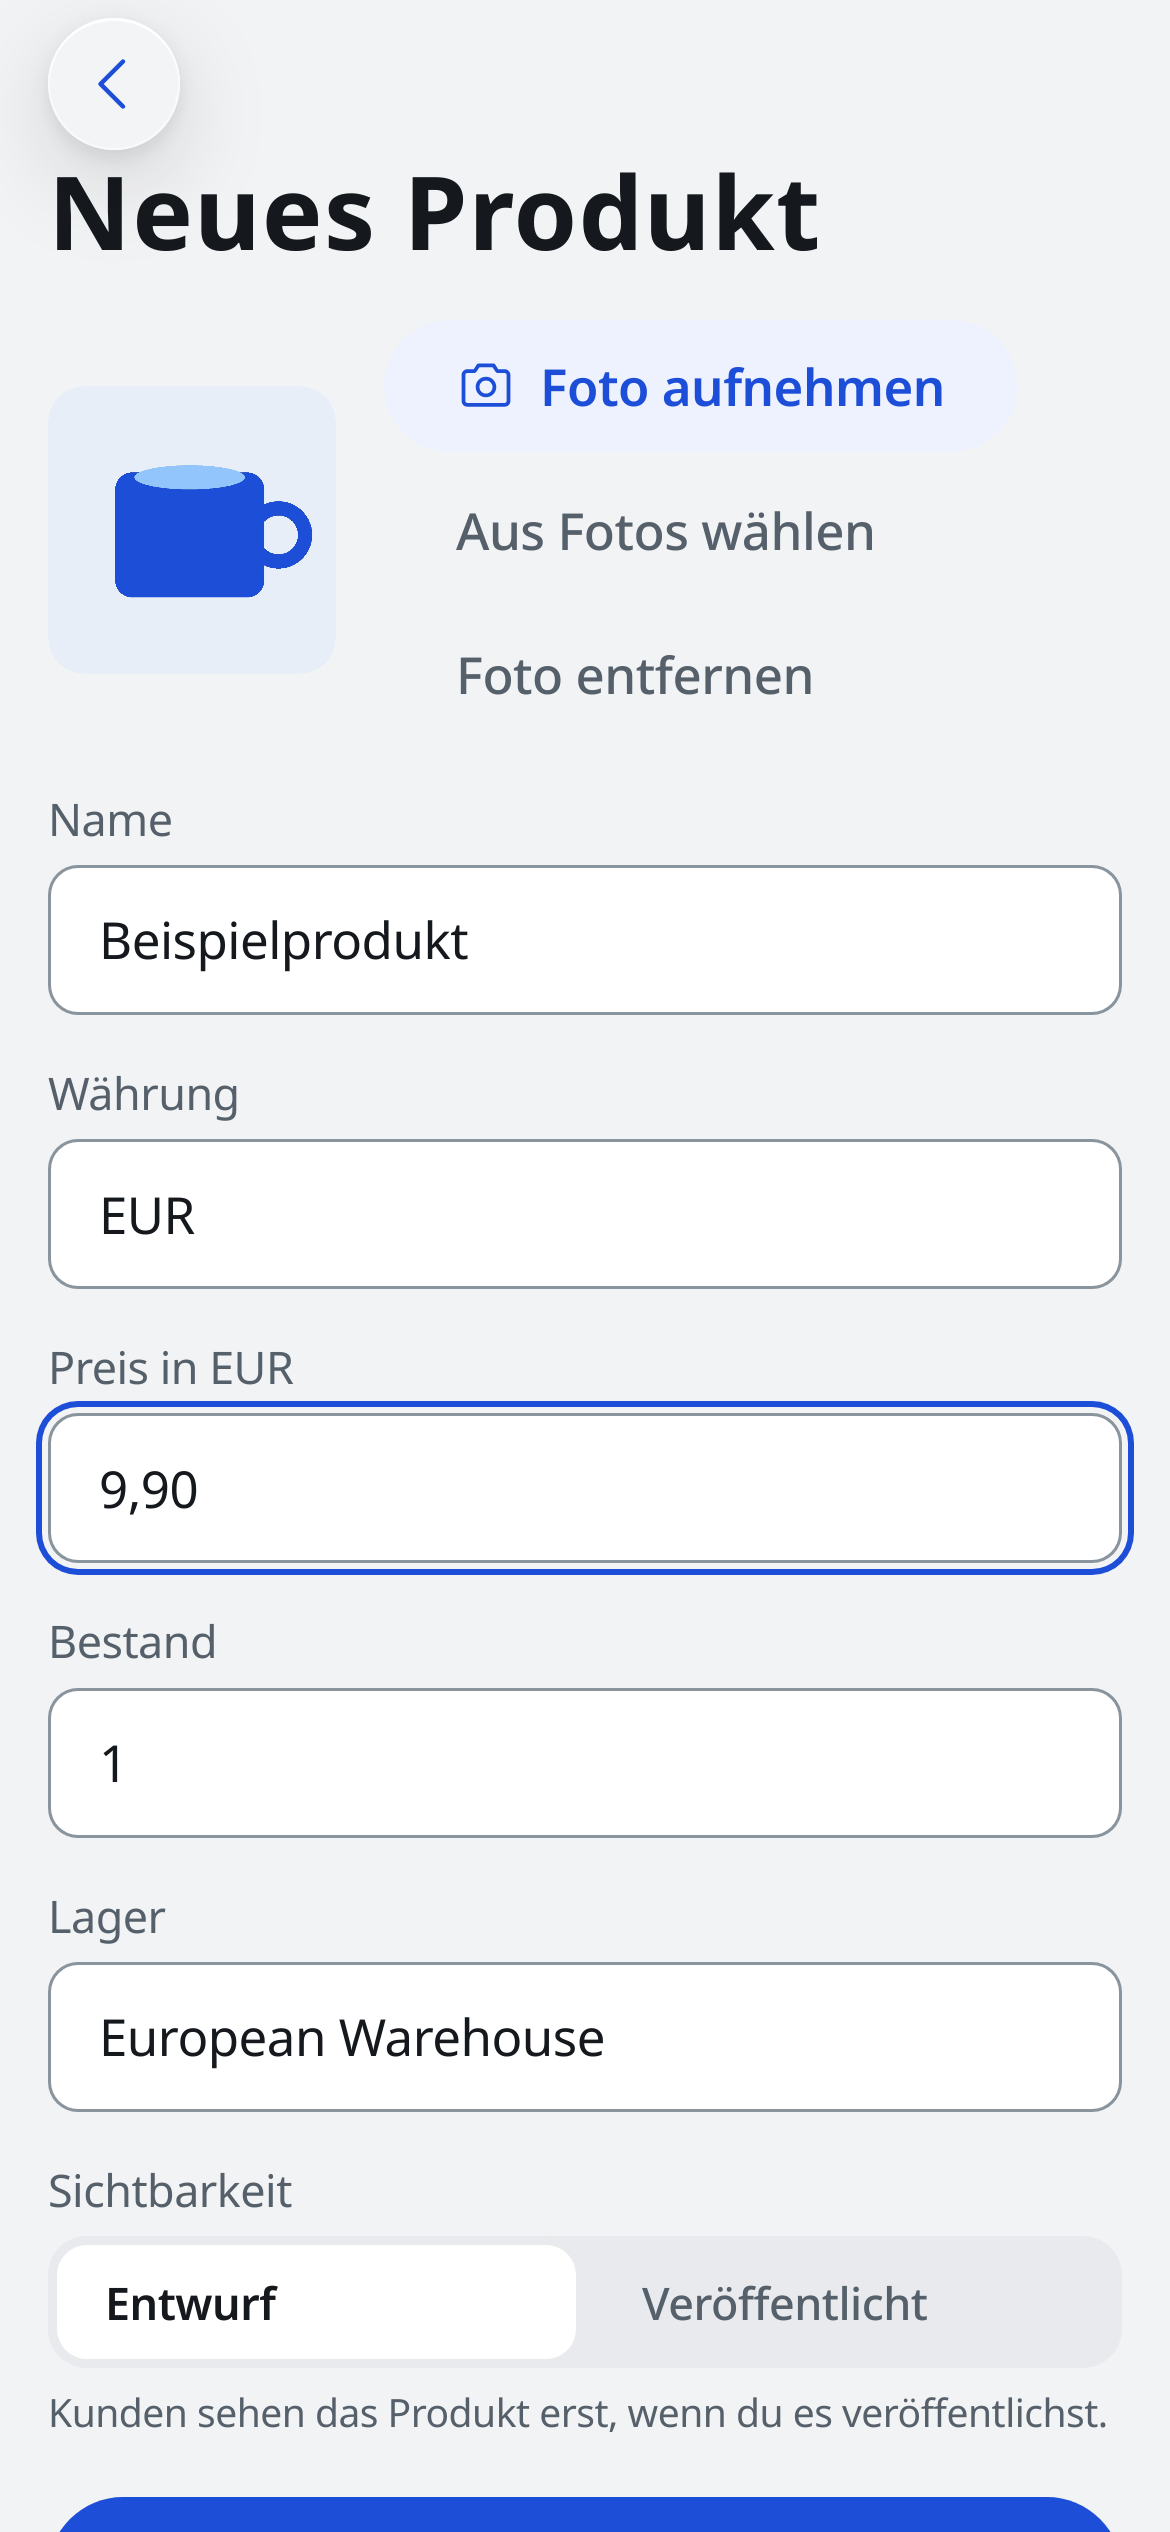 Neues Produkt
Foto aufnehmen
Aus Fotos wählen
Foto entfernen
Name
Beispielprodukt
Währung
EUR
Preis in EUR
9,90
Bestand
1
Lager
European Warehouse
Sichtbarkeit
Entwurf
Veröffentlicht
Kunden sehen das Produkt erst, wenn du es veröffentlichst.